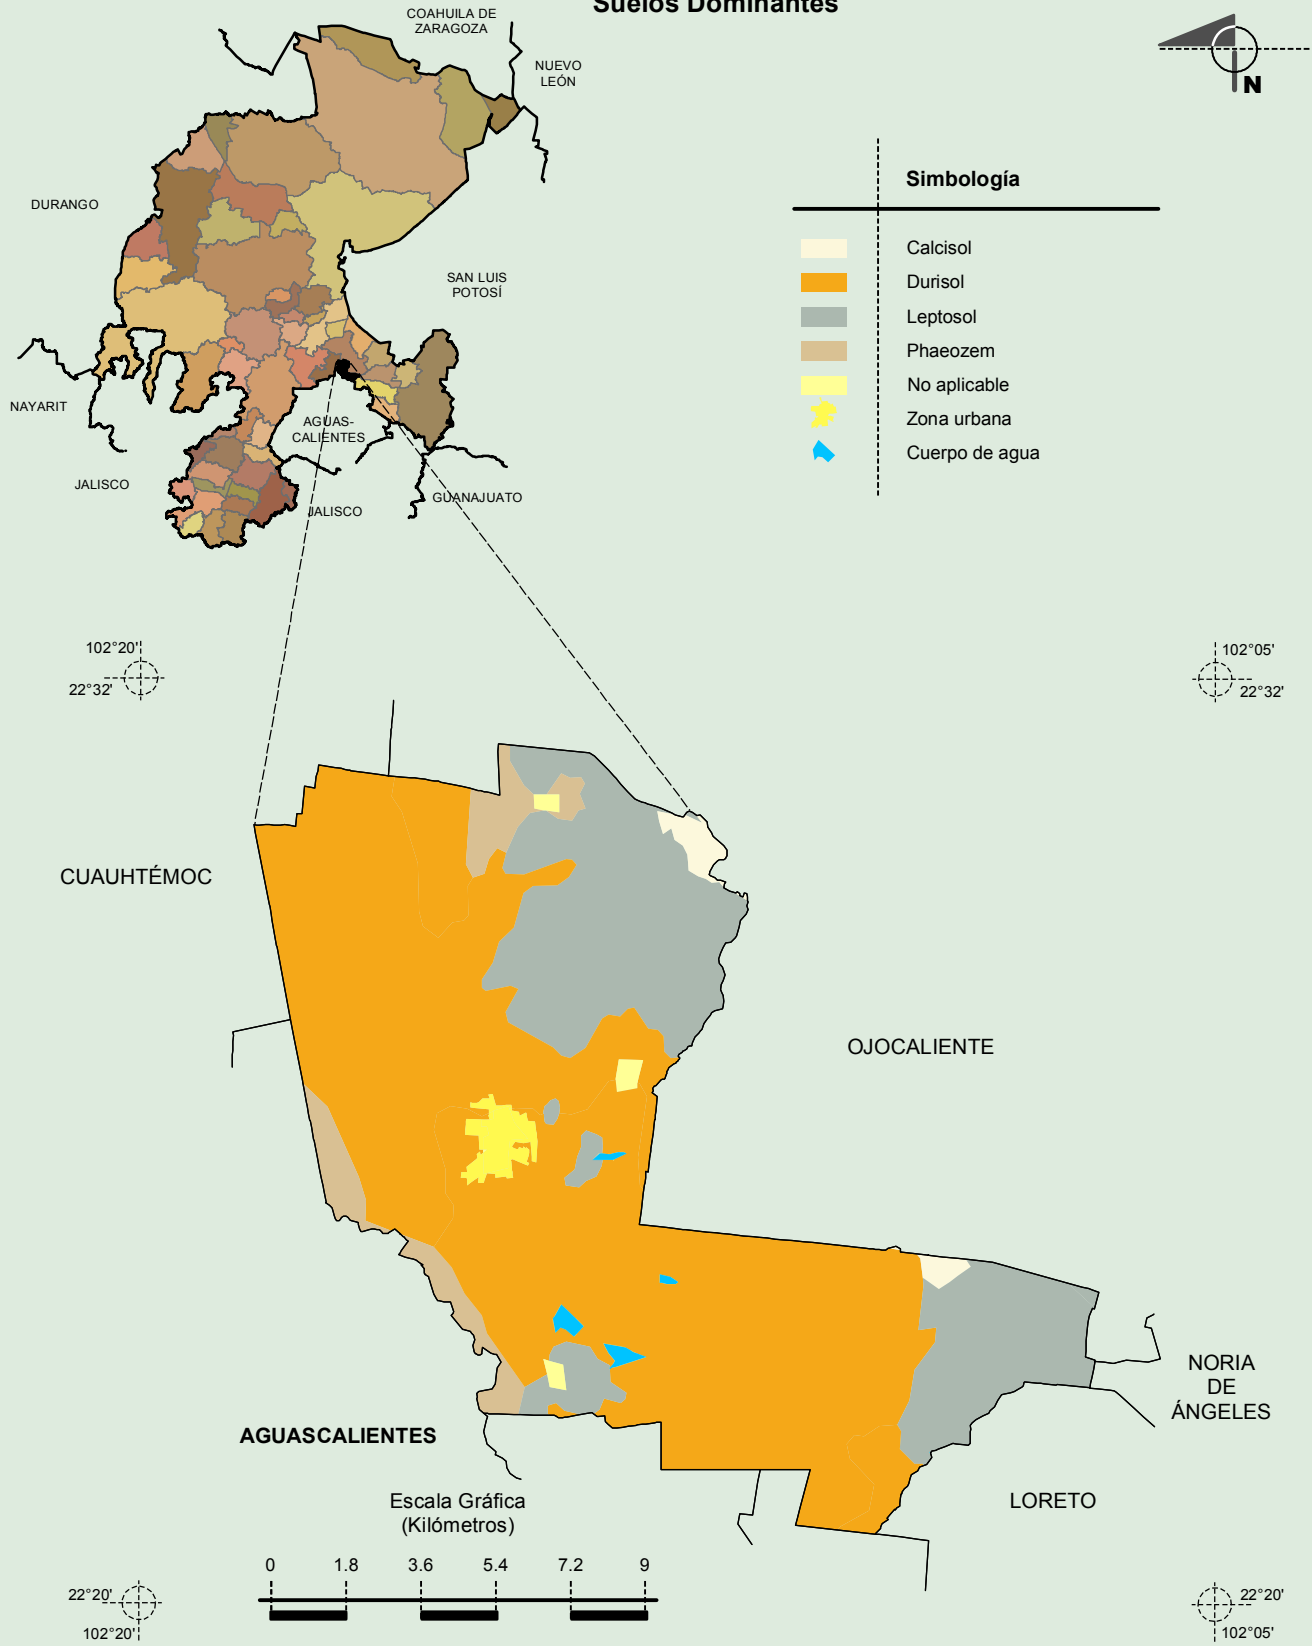 Suelos Dominantes
COAHUILA DE
ZARAGOZA
NUEVO
LEÓN
N
DURANGO
SAN LUIS
POTOSÍ
NAYARIT
AGUAS-
CALIENTES
JALISCO
JALISCO
GUANAJUATO
Simbología
Calcisol
Durisol
Leptosol
Phaeozem
No aplicable
Zona urbana
Cuerpo de agua
102°20'
22°32'
102°05'
22°32'
CUAUHTÉMOC
OJOCALIENTE
NORIA
DE
ÁNGELES
AGUASCALIENTES
LORETO
Escala Gráfica
(Kilómetros)
0 1.8 3.6 5.4 7.2 9
22°20'
102°20'
22°20'
102°05'